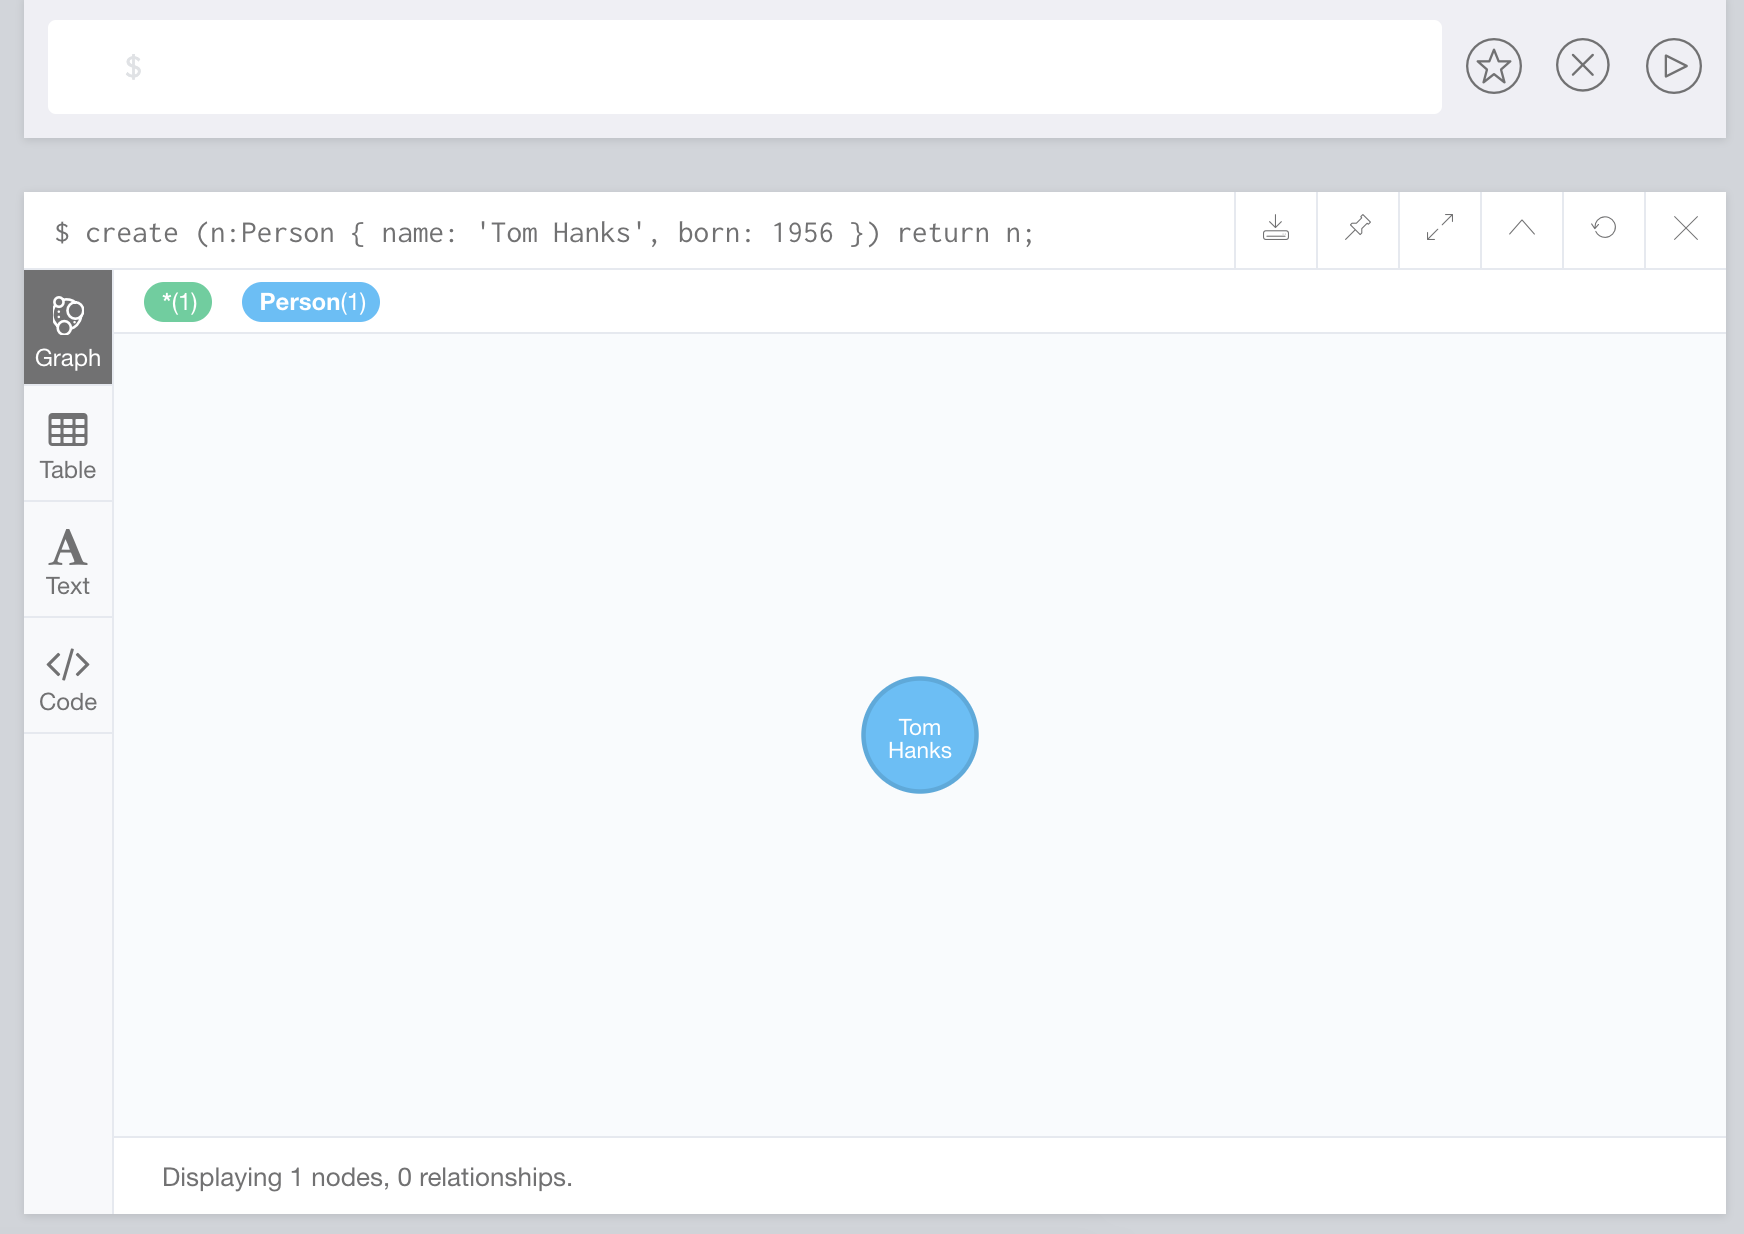 $
$ create (n:Person { name: 'Tom Hanks', born: 1956 }) return n;
*(1) Person(1)
Graph
Table
A
Text
</>
Code
Tom
Hanks
Displaying 1 nodes, 0 relationships.